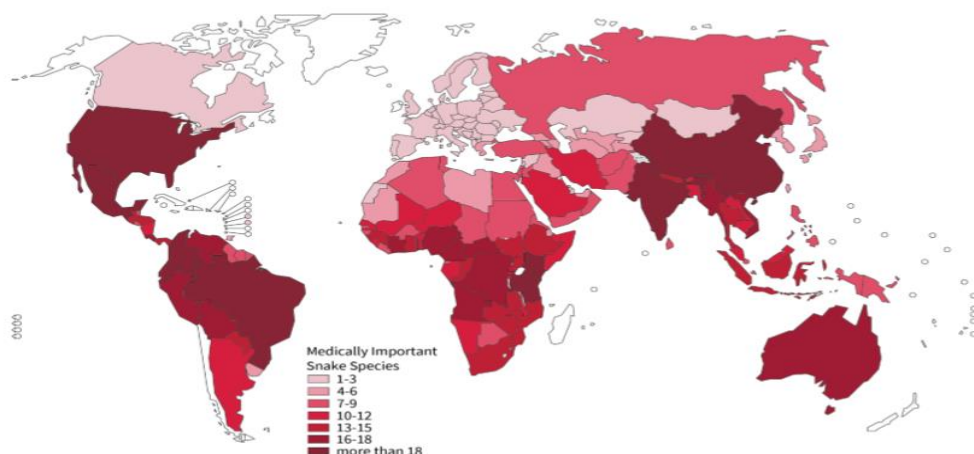 Medically Important
Snake Species
1-3
4-6
7-9
10-12
13-15
16-18
more than 18